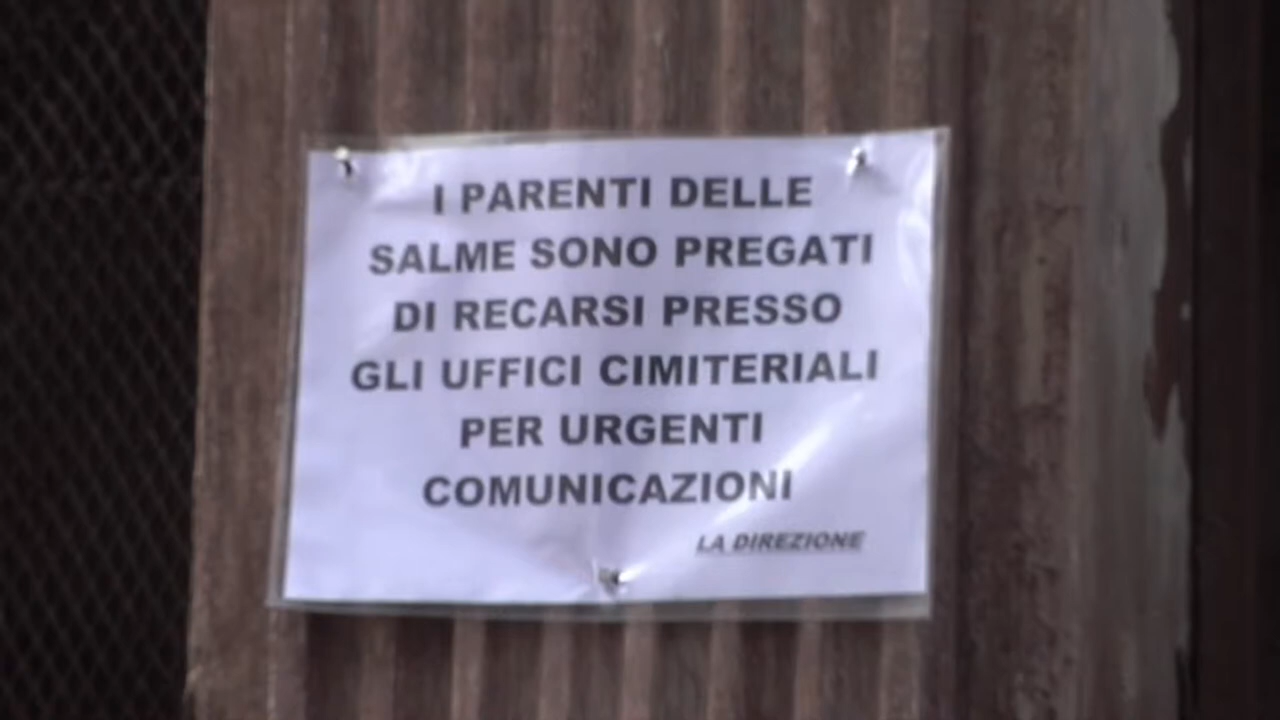 I PARENTI DELLE
SALME SONO PREGATI
DI RECARSI PRESSO
GLI UFFICI CIMITERIALI
PER URGENTI
COMUNICAZIONI
LA DIREZIONE